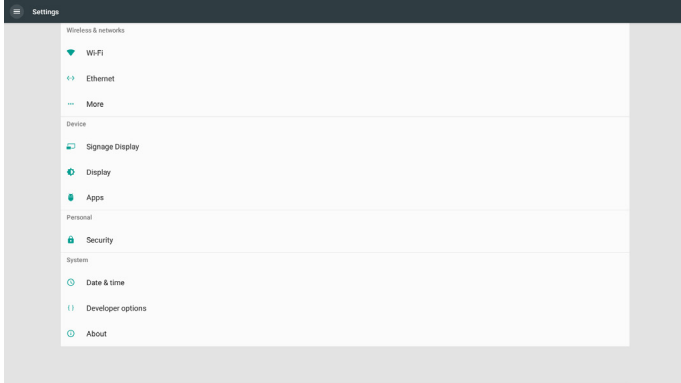 Settings
Wireless & networks
Wi-Fi
Ethernet
More
Device
Signage Display
Display
Apps
Personal
Security
System
Date & time
Developer options
About